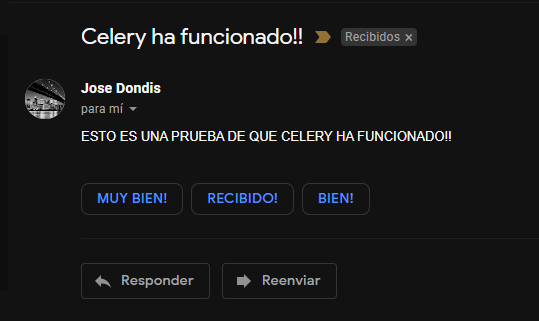 Celery ha funcionado!! Recibidos ×
Jose Dondis
para mí
ESTO ES UNA PRUEBA DE QUE CELERY HA FUNCIONADO!!
MUY BIEN! RECIBIDO! BIEN!
Responder Reenviar